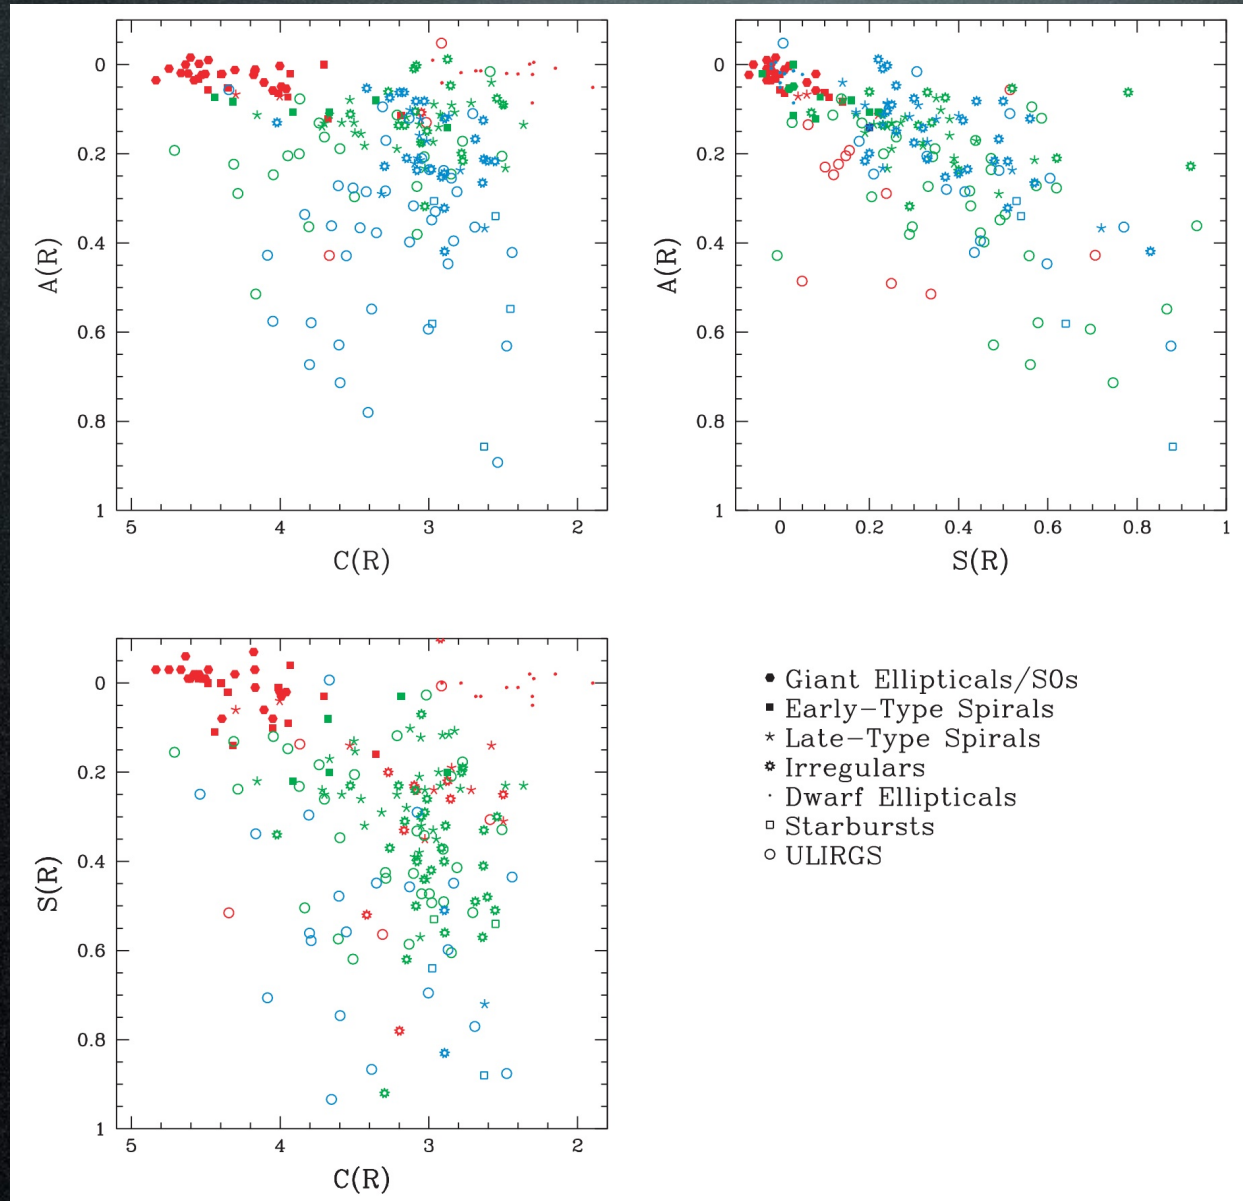 0
0.2
0.4
0.6
0.8
1
A(R)
5
4
3
2
C(R)
0
0.2
0.4
0.6
0.8
1
A(R)
0
0.2
0.4
0.6
0.8
1
S(R)
0
0.2
0.4
0.6
0.8
1
S(R)
5
4
3
2
C(R)
Giant Ellipticals/S0s
Early-Type Spirals
Late-Type Spirals
Irregulars
Dwarf Ellipticals
Starbursts
ULIRGS